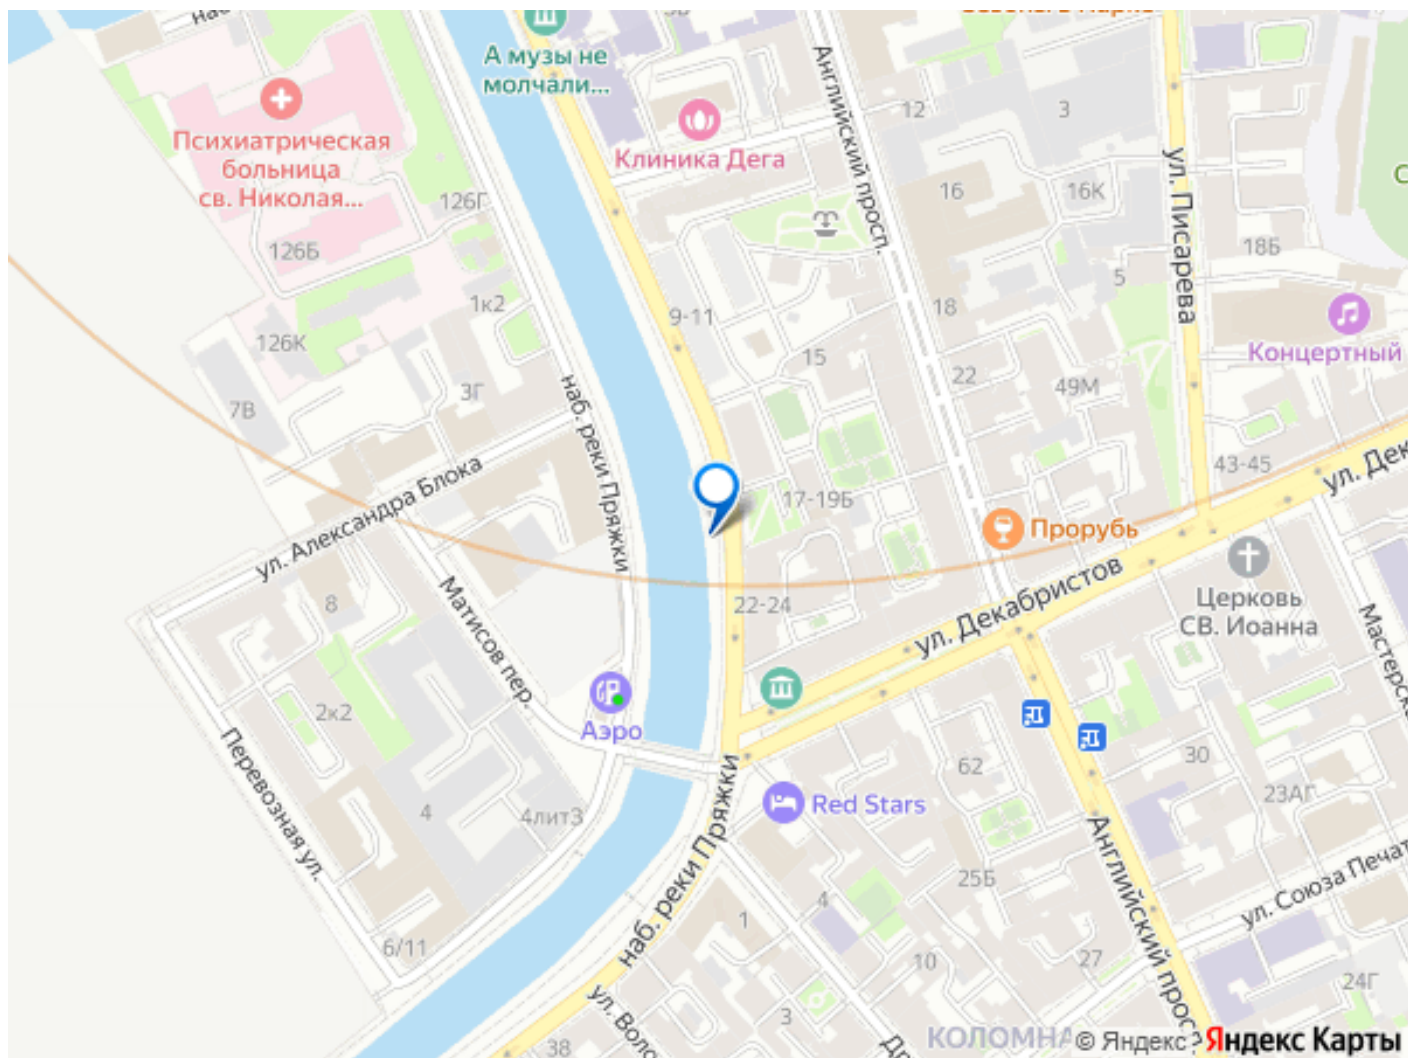 наб.
А музы не
молчали...
Английский просп.
12
3
Психиатрическая
больница
св. Николая...
Клиника Дега
ул. Писарева
16
16К
126Г
126Б
18Б
5
1к2
9-11
18
126К
15
Концертный
22
49М
3Г
7В
наб. реки Пряжки
43-45
ул. Дек
ул. Александра Блока
17-19Б
Прорубь
ул. Декабристов
Церковь
СВ. Иоанна
Матисов пер.
8
22-24
Мастерск
2к2
Аэро
Перевозная ул.
30
62
Red Stars
4
4лит3
23АГ
Английский просп
наб. реки Пряжки
25Б
4
ул. Союза Печат
1
6/11
10
27
24Г
ул. Воло
3
38
КОЛОМНА
© Яндекс
Яндекс Карты